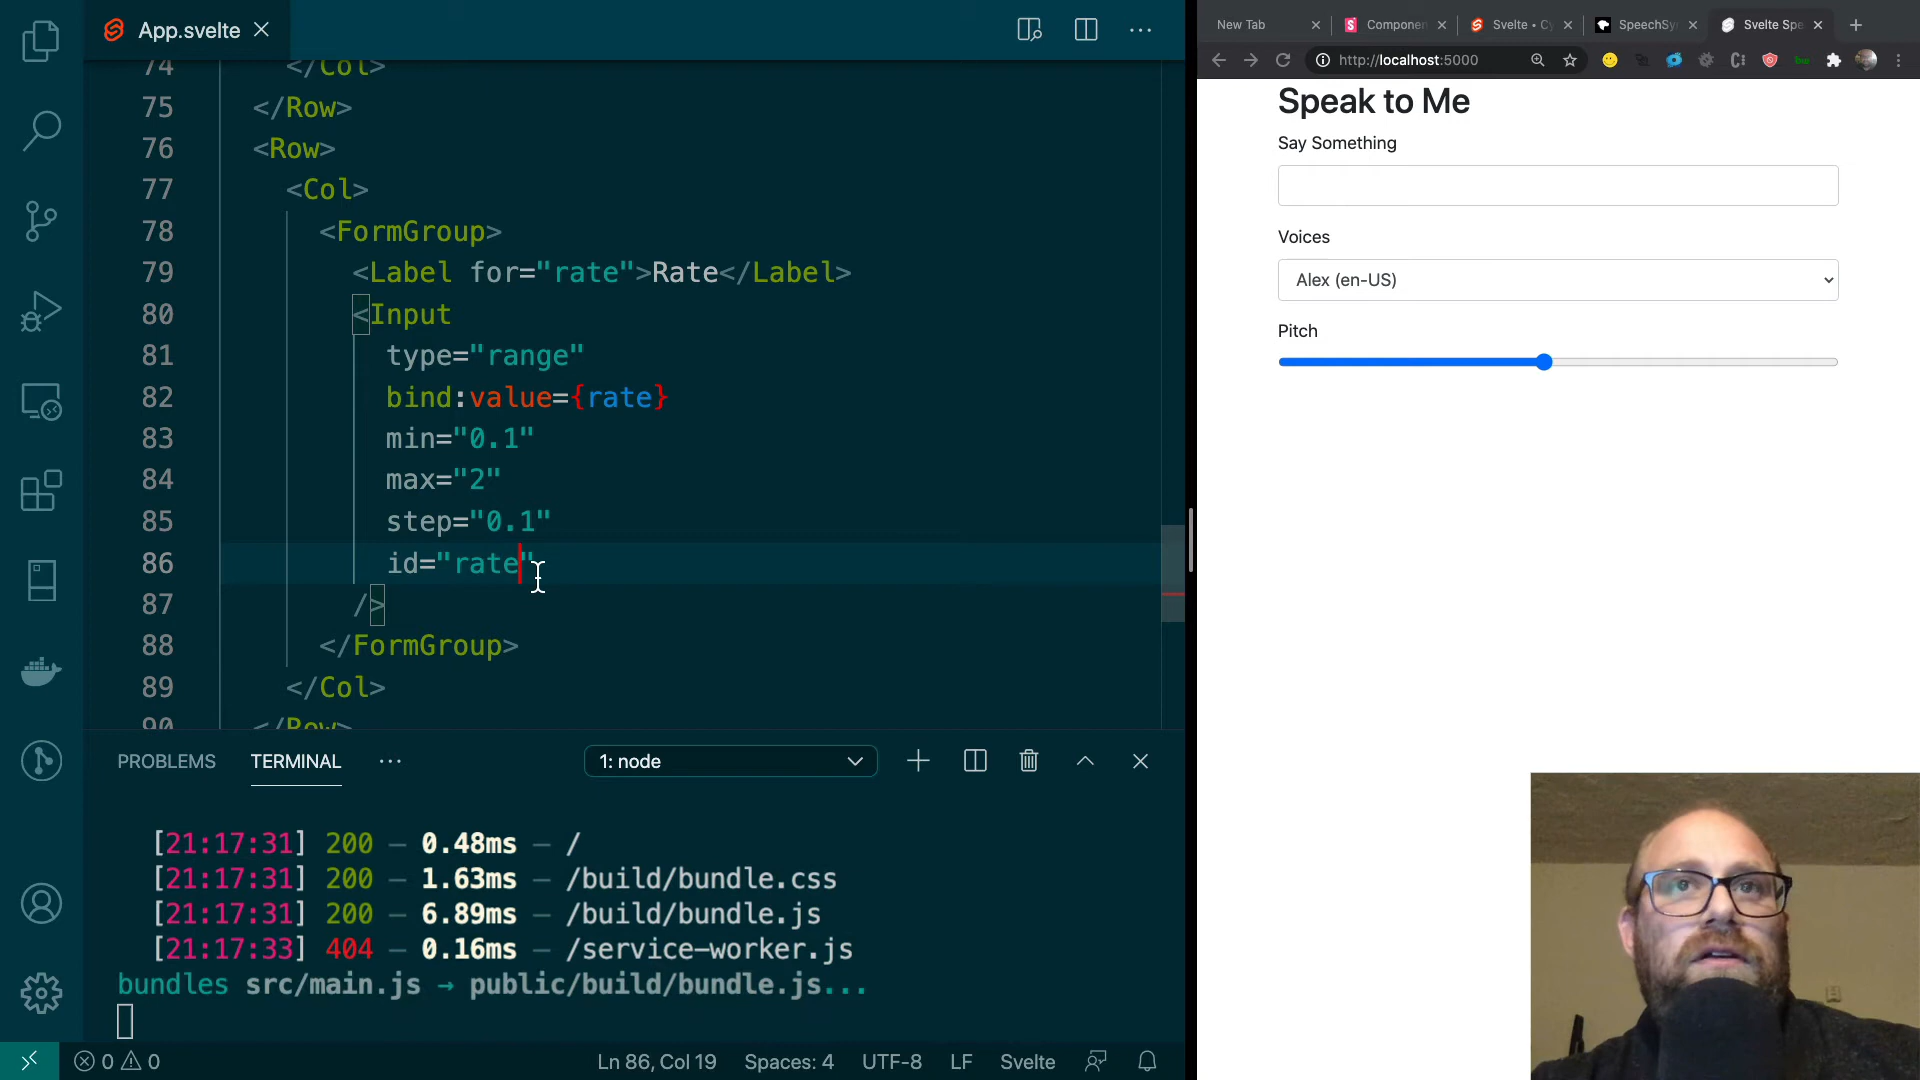 App.svelte
74 </Col>
75 </Row>
76 <Row>
77 <Col>
78 <FormGroup>
79 <Label for="rate">Rate</Label>
80 <Input
81 type="range"
82 bind:value={rate}
83 min="0.1"
84 max="2"
85 step="0.1"
86 id="rate"
87 />
88 </FormGroup>
89 </Col>
90 </Row>
PROBLEMS TERMINAL ··· 1: node
[21:17:31] 200 — 0.48ms — /
[21:17:31] 200 — 1.63ms — /build/bundle.css
[21:17:31] 200 — 6.89ms — /build/bundle.js
[21:17:33] 404 — 0.16ms — /service-worker.js
bundles src/main.js → public/build/bundle.js...
0 0 Ln 86, Col 19 Spaces: 4 UTF-8 LF Svelte
New Tab Componen Svelte • Cy SpeechSy Svelte Spe
http://localhost:5000
Speak to Me
Say Something
Voices
Alex (en-US)
Pitch